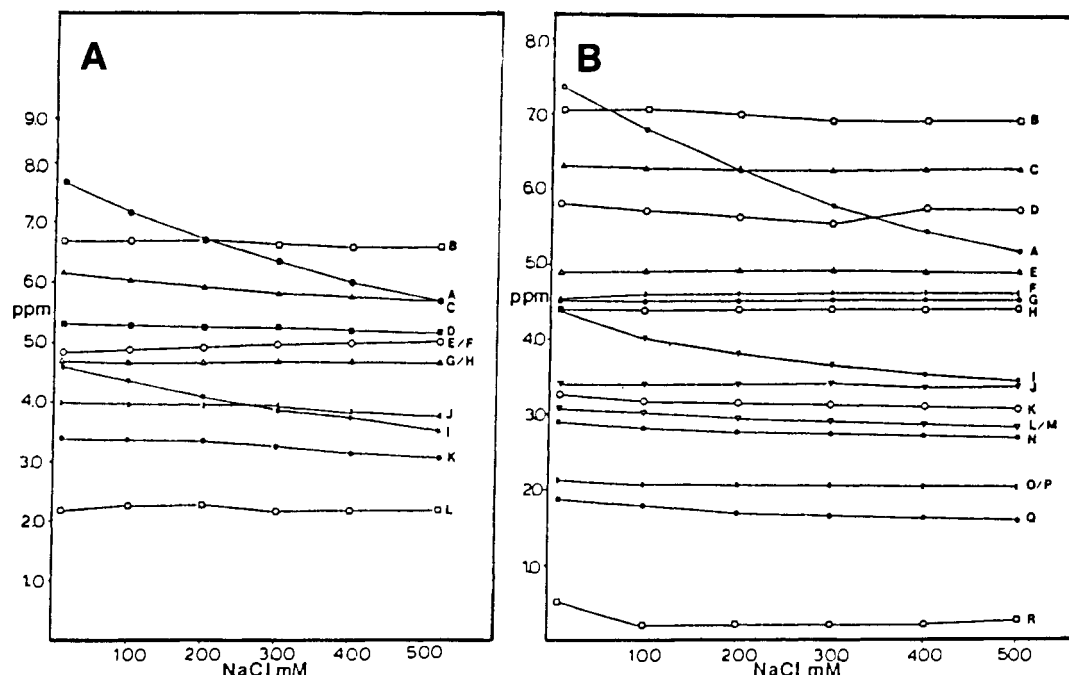 A
9.0
8.0
7.0
6.0
ppm
5.0
4.0
3.0
2.0
1.0
B
A
C
D
E/F
G/H
J
I
K
L
100 200 300 400 500
NaCl mM
B
8.0
7.0
6.0
5.0
ppm
4.0
3.0
2.0
1.0
B
C
D
A
E
F
G
H
I
J
K
L/M
N
O/P
Q
R
100 200 300 400 500
NaCl mM